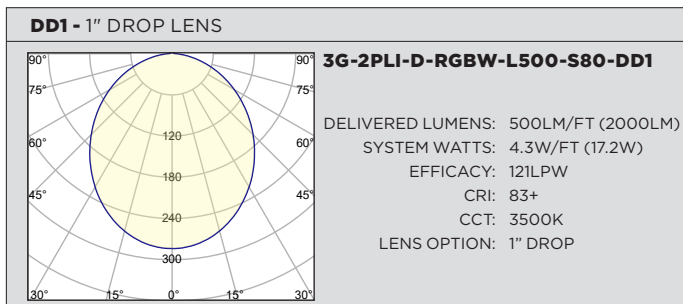 DD1 - 1" DROP LENS
90° 90°
3G-2PLI-D-RGBW-L500-S80-DD1
75° 75°
DELIVERED LUMENS: 500LM/FT (2000LM)
120
60° 60°
SYSTEM WATTS: 4.3W/FT (17.2W)
EFFICACY: 121LPW
180
45° 45°
CRI: 83+
CCT: 3500K
240
LENS OPTION: 1” DROP
300
30° 15° 0° 15° 30°